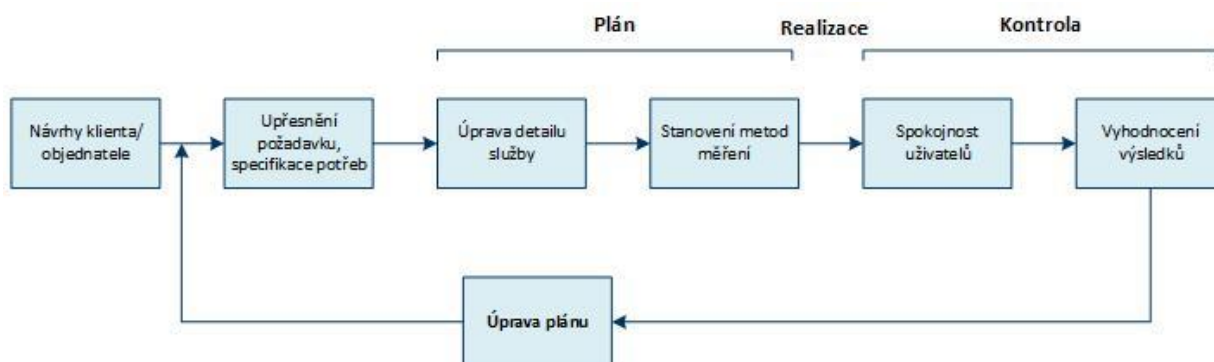 Plán
Realizace
Kontrola
Návrhy klienta/
objednatele
Upřesnění
požadavku,
specifikace potřeb
Úprava detailu
služby
Stanovení metod
měření
Spokojnost
uživatelů
Vyhodnocení
výsledků
Úprava plánu